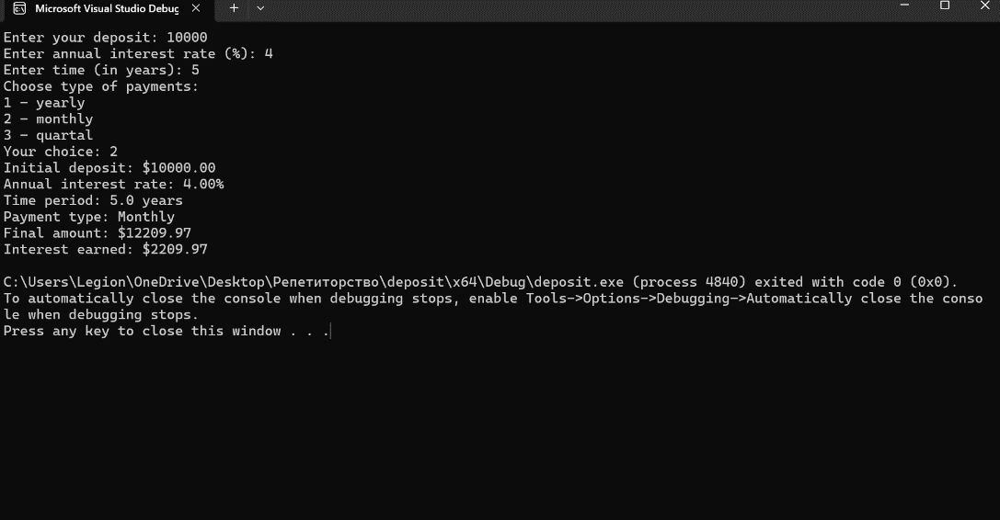 Microsoft Visual Studio Debug
Enter your deposit: 10000
Enter annual interest rate (%): 4
Enter time (in years): 5
Choose type of payments:
1 - yearly
2 - monthly
3 - quartal
Your choice: 2
Initial deposit: $10000.00
Annual interest rate: 4.00%
Time period: 5.0 years
Payment type: Monthly
Final amount: $12209.97
Interest earned: $2209.97
C:\Users\Legion\OneDrive\Desktop\Репетиторство\deposit\x64\Debug\deposit.exe (process 4840) exited with code 0 (0x0).
To automatically close the console when debugging stops, enable Tools->Options->Debugging->Automatically close the conso
le when debugging stops.
Press any key to close this window . . .